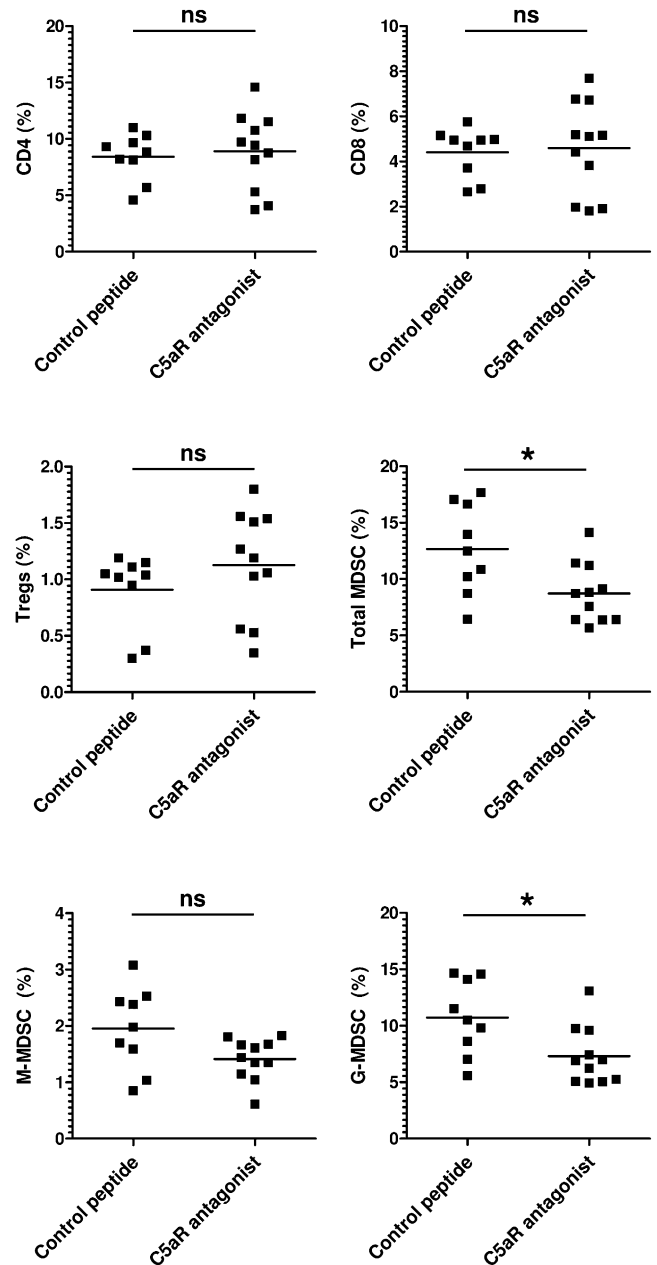 ns
20
15
10
5
0
CD4 (%)
Control peptide
C5aR antagonist
ns
10
8
6
4
2
0
CD8 (%)
Control peptide
C5aR antagonist
ns
2.0
1.5
1.0
0.5
0.0
Tregs (%)
Control peptide
C5aR antagonist
*
20
15
10
5
0
Total MDSC (%)
Control peptide
C5aR antagonist
ns
4
3
2
1
0
M-MDSC (%)
Control peptide
C5aR antagonist
*
20
15
10
5
0
G-MDSC (%)
Control peptide
C5aR antagonist